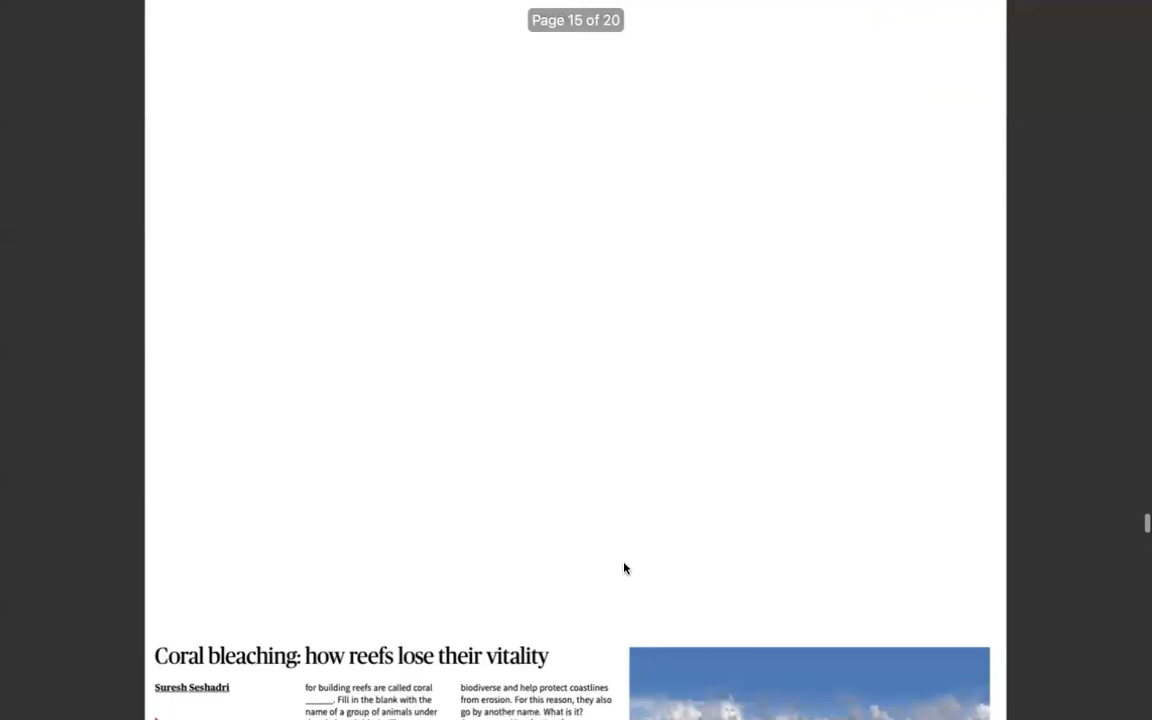 Page 15 of 20
Coral bleaching: how reefs lose their vitality
Suresh Seshadri
for building reefs are called coral
______. Fill in the blank with the
name of a group of animals under
biodiverse and help protect coastlines
from erosion. For this reason, they also
go by another name. What is it?